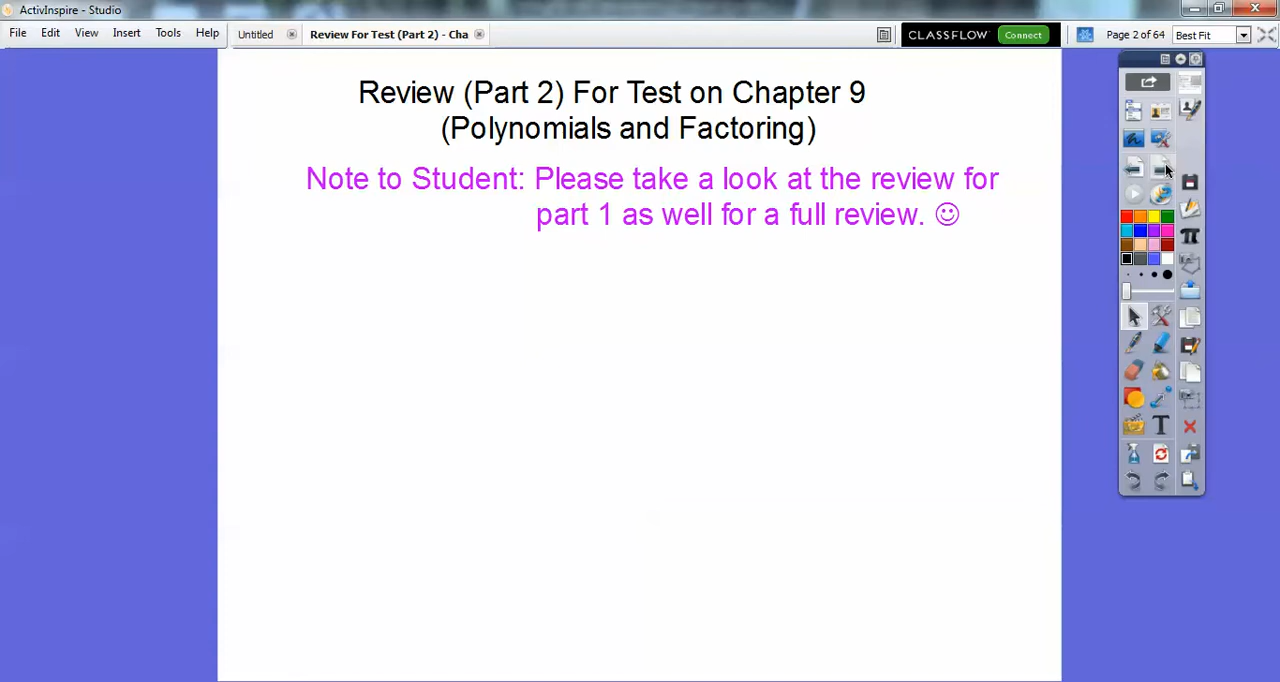 ActivInspire - Studio
File Edit View Insert Tools Help Untitled Review For Test (Part 2) - Cha CLASSFLOW Connect Page 2 of 64 Best Fit
Review (Part 2) For Test on Chapter 9
(Polynomials and Factoring)
Note to Student: Please take a look at the review for
part 1 as well for a full review. ☺